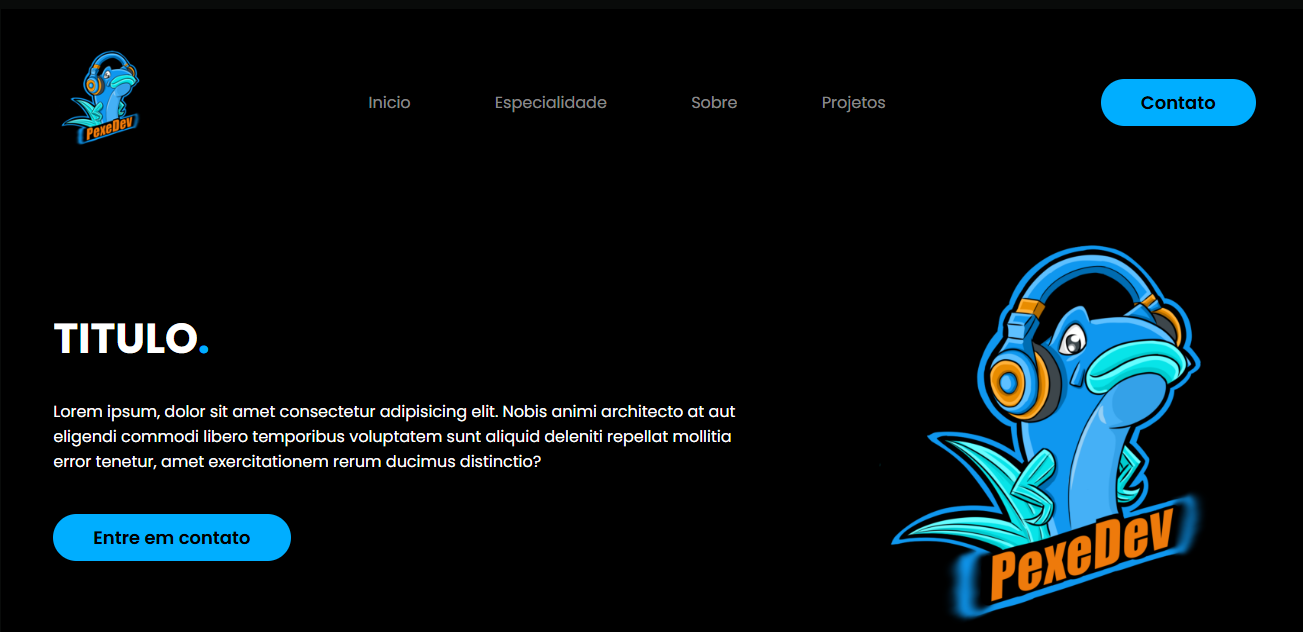 PexeDev
Inicio
Especialidade
Sobre
Projetos
Contato
TITULO.
Lorem ipsum, dolor sit amet consectetur adipisicing elit. Nobis animi architecto at aut
eligendi commodi libero temporibus voluptatem sunt aliquid deleniti repellat mollitia
error tenetur, amet exercitationem rerum ducimus distinctio?
Entre em contato
PexeDev